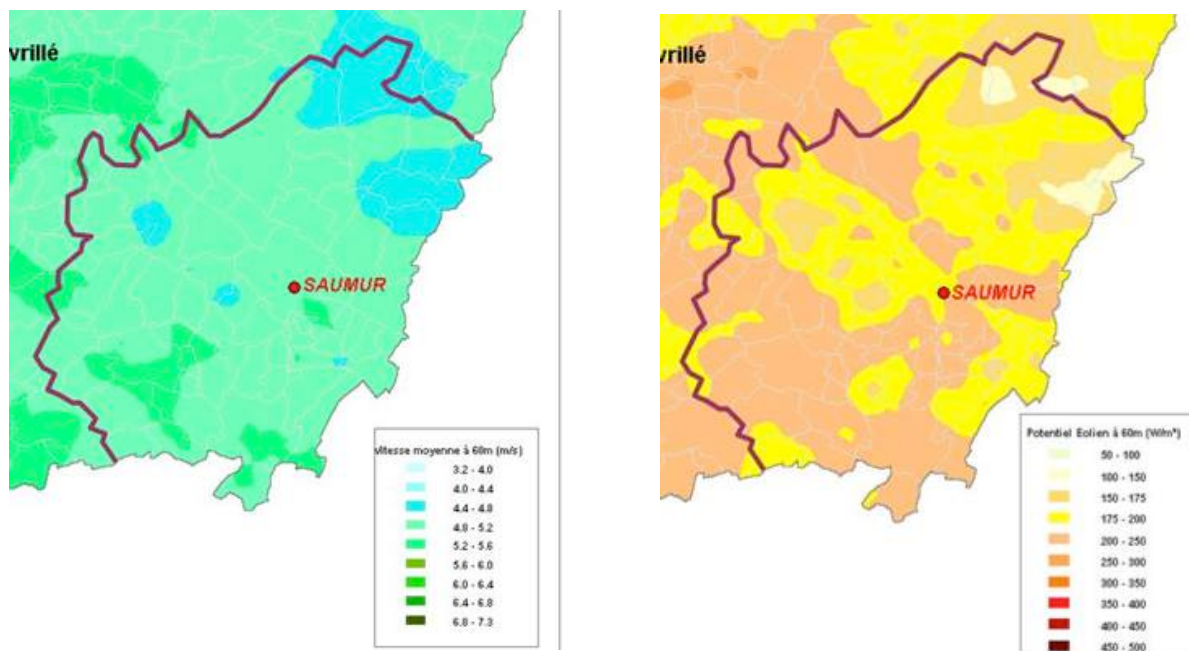 vrillé
SAUMUR
vitesse moyenne à 60m (m/s)
3.2 - 4.0
4.0 - 4.4
4.4 - 4.8
4.8 - 5.2
5.2 - 5.6
5.6 - 6.0
6.0 - 6.4
6.4 - 6.8
6.8 - 7.3
vrillé
SAUMUR
Potentiel Eolien à 60m (W/m²)
50 - 100
100 - 150
150 - 175
175 - 200
200 - 250
250 - 300
300 - 350
350 - 400
400 - 450
450 - 500